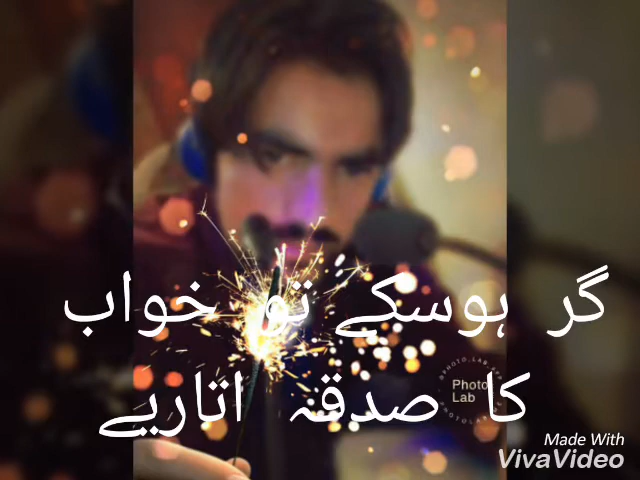 گر ہوسکے تو خواب
کا صدقہ اتاریے
Photo
Lab
Made With
VivaVideo